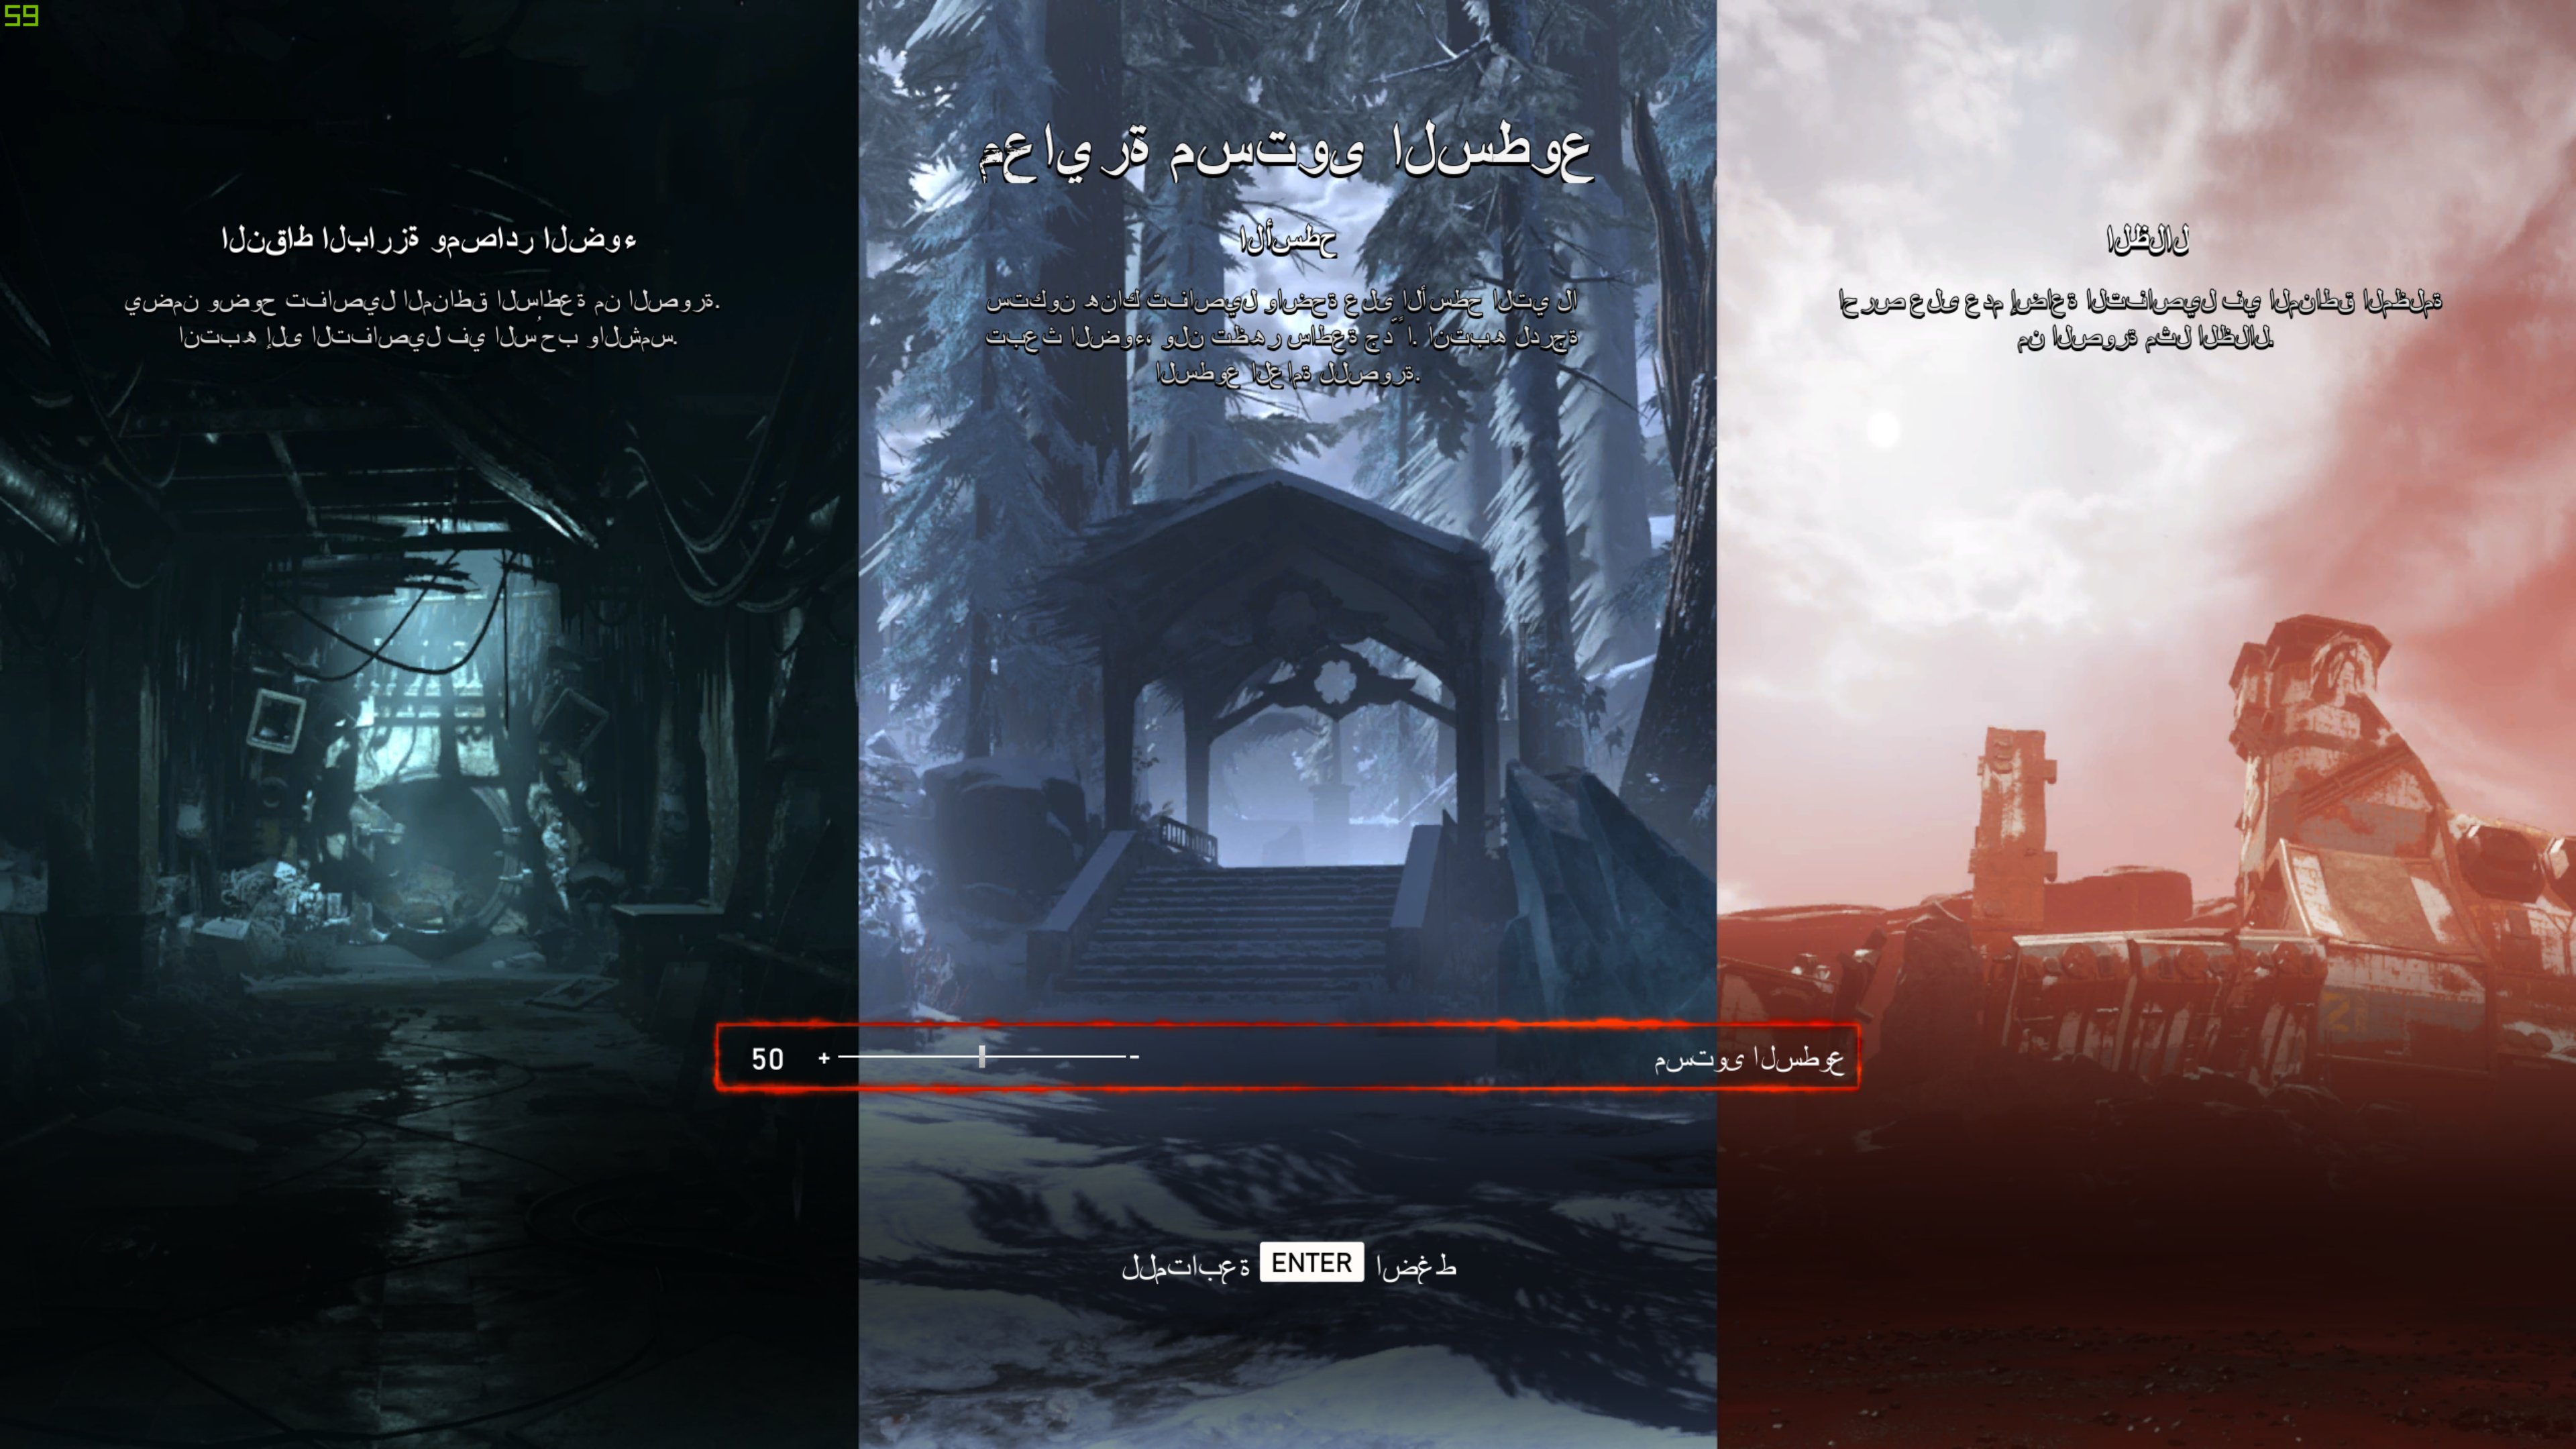 59
معايرة مستوى السطوع
النقاط البارزة ومصادر الضوء
يضمن وضوح تفاصيل المناطق الساطعة من الصورة.
انتبه إلى التفاصيل في السُحب والشمس.
الأسطح
ستكون هناك تفاصيل واضحة على الأسطح التي لا
تبعث الضوء، ولن تظهر ساطعة جدًا. انتبه لدرجة
السطوع العامة للصورة.
الظلال
احرص على عدم إضاعة التفاصيل في المناطق المظلمة
من الصورة مثل الظلال.
مستوى السطوع - + 50
اضغط ENTER للمتابعة